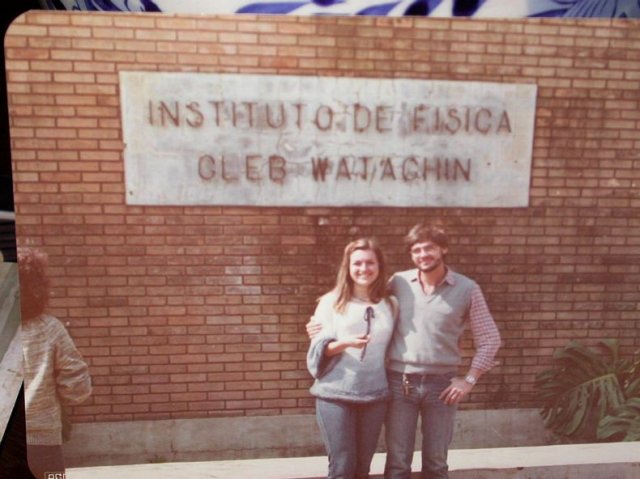 INSTITUTO DE FISICA
GLEB WATAGHIN